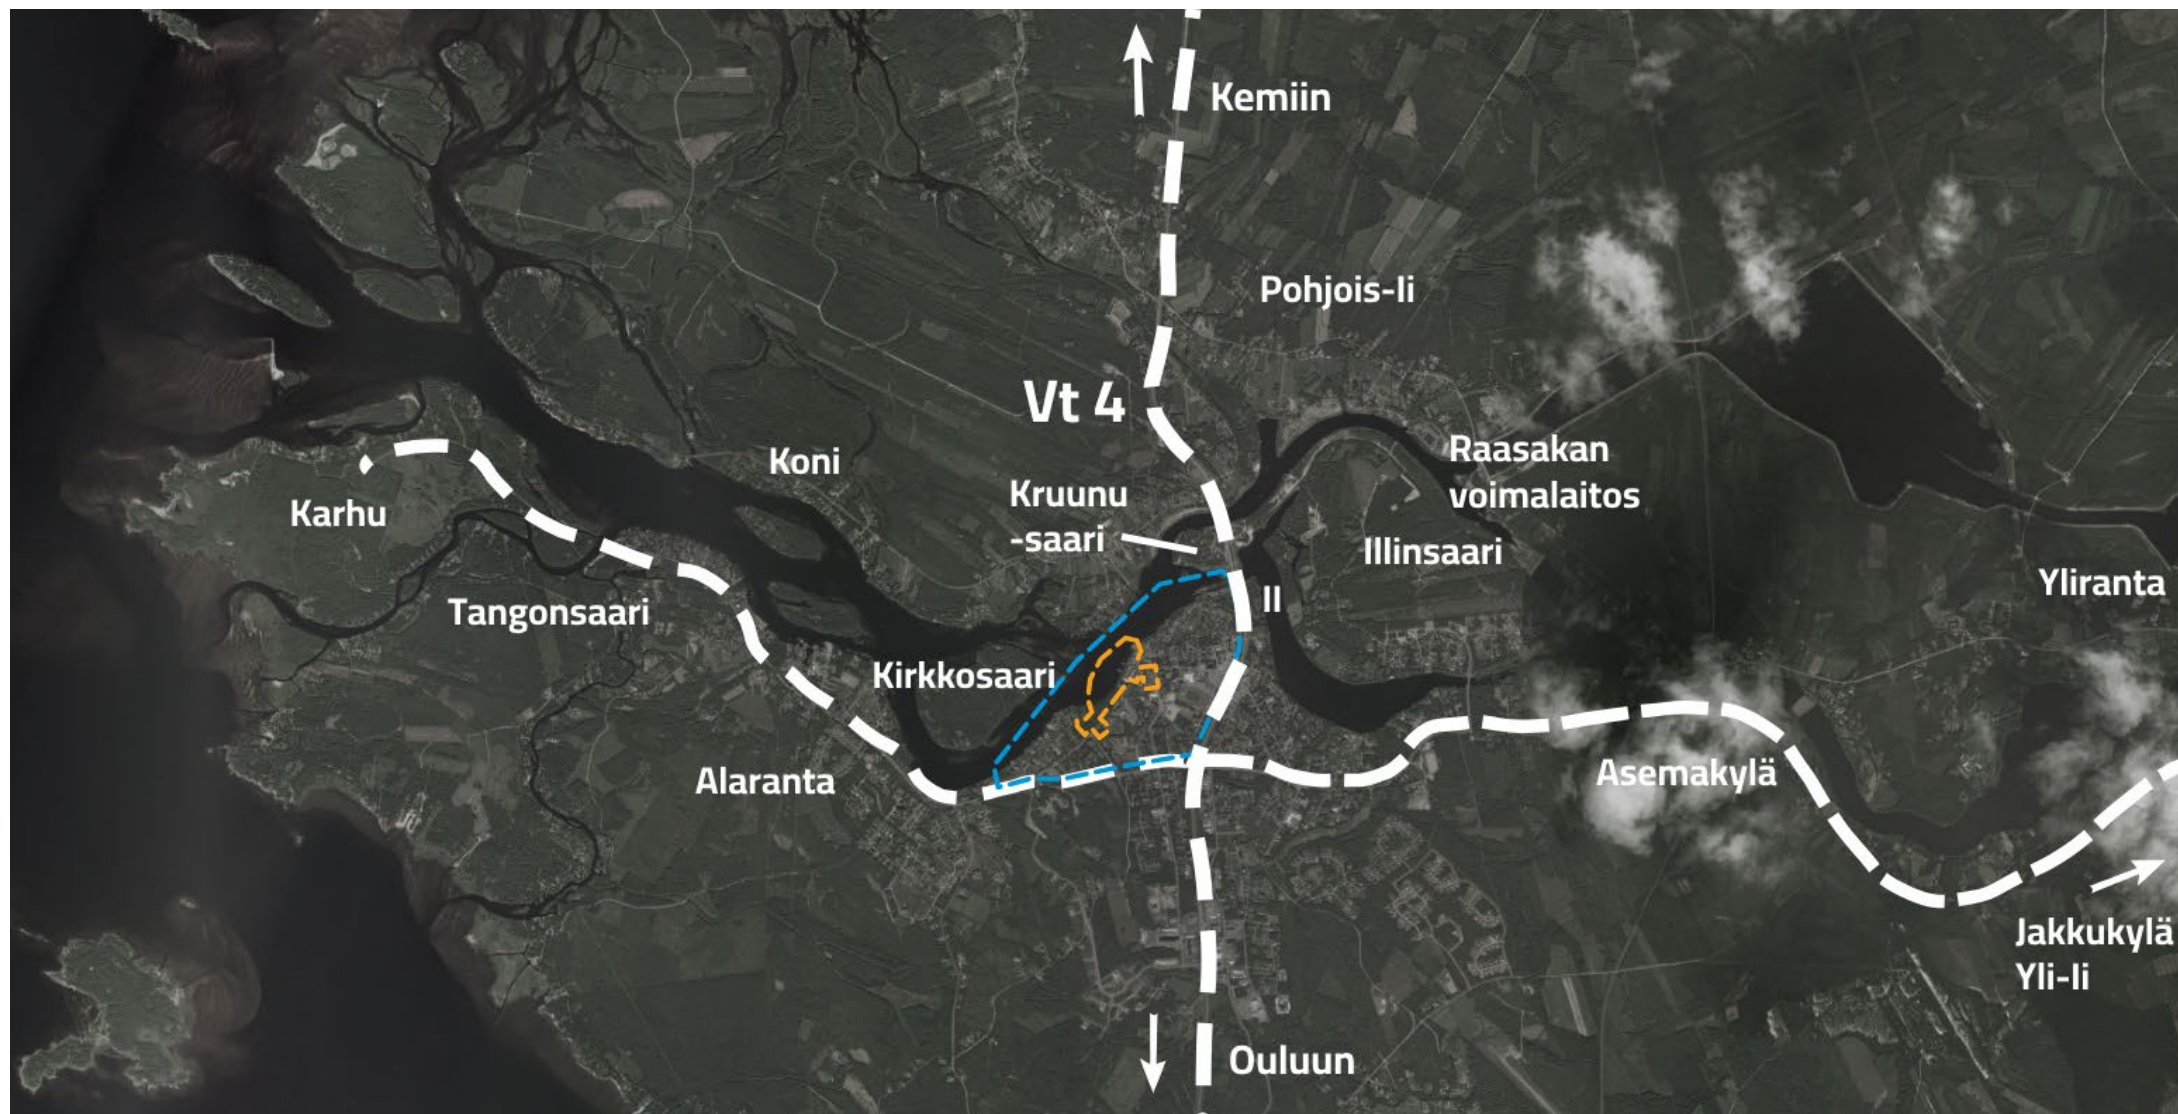 Kemiin
Pohjois-Ii
Vt 4
Koni
Kruunu
-saari
Raasakan
voimalaitos
Karhu
Illinsaari
Yliranta
Tangonsaari
II
Kirkkosaari
Alaranta
Asemakylä
Jakkukylä
Yli-Ii
Ouluun